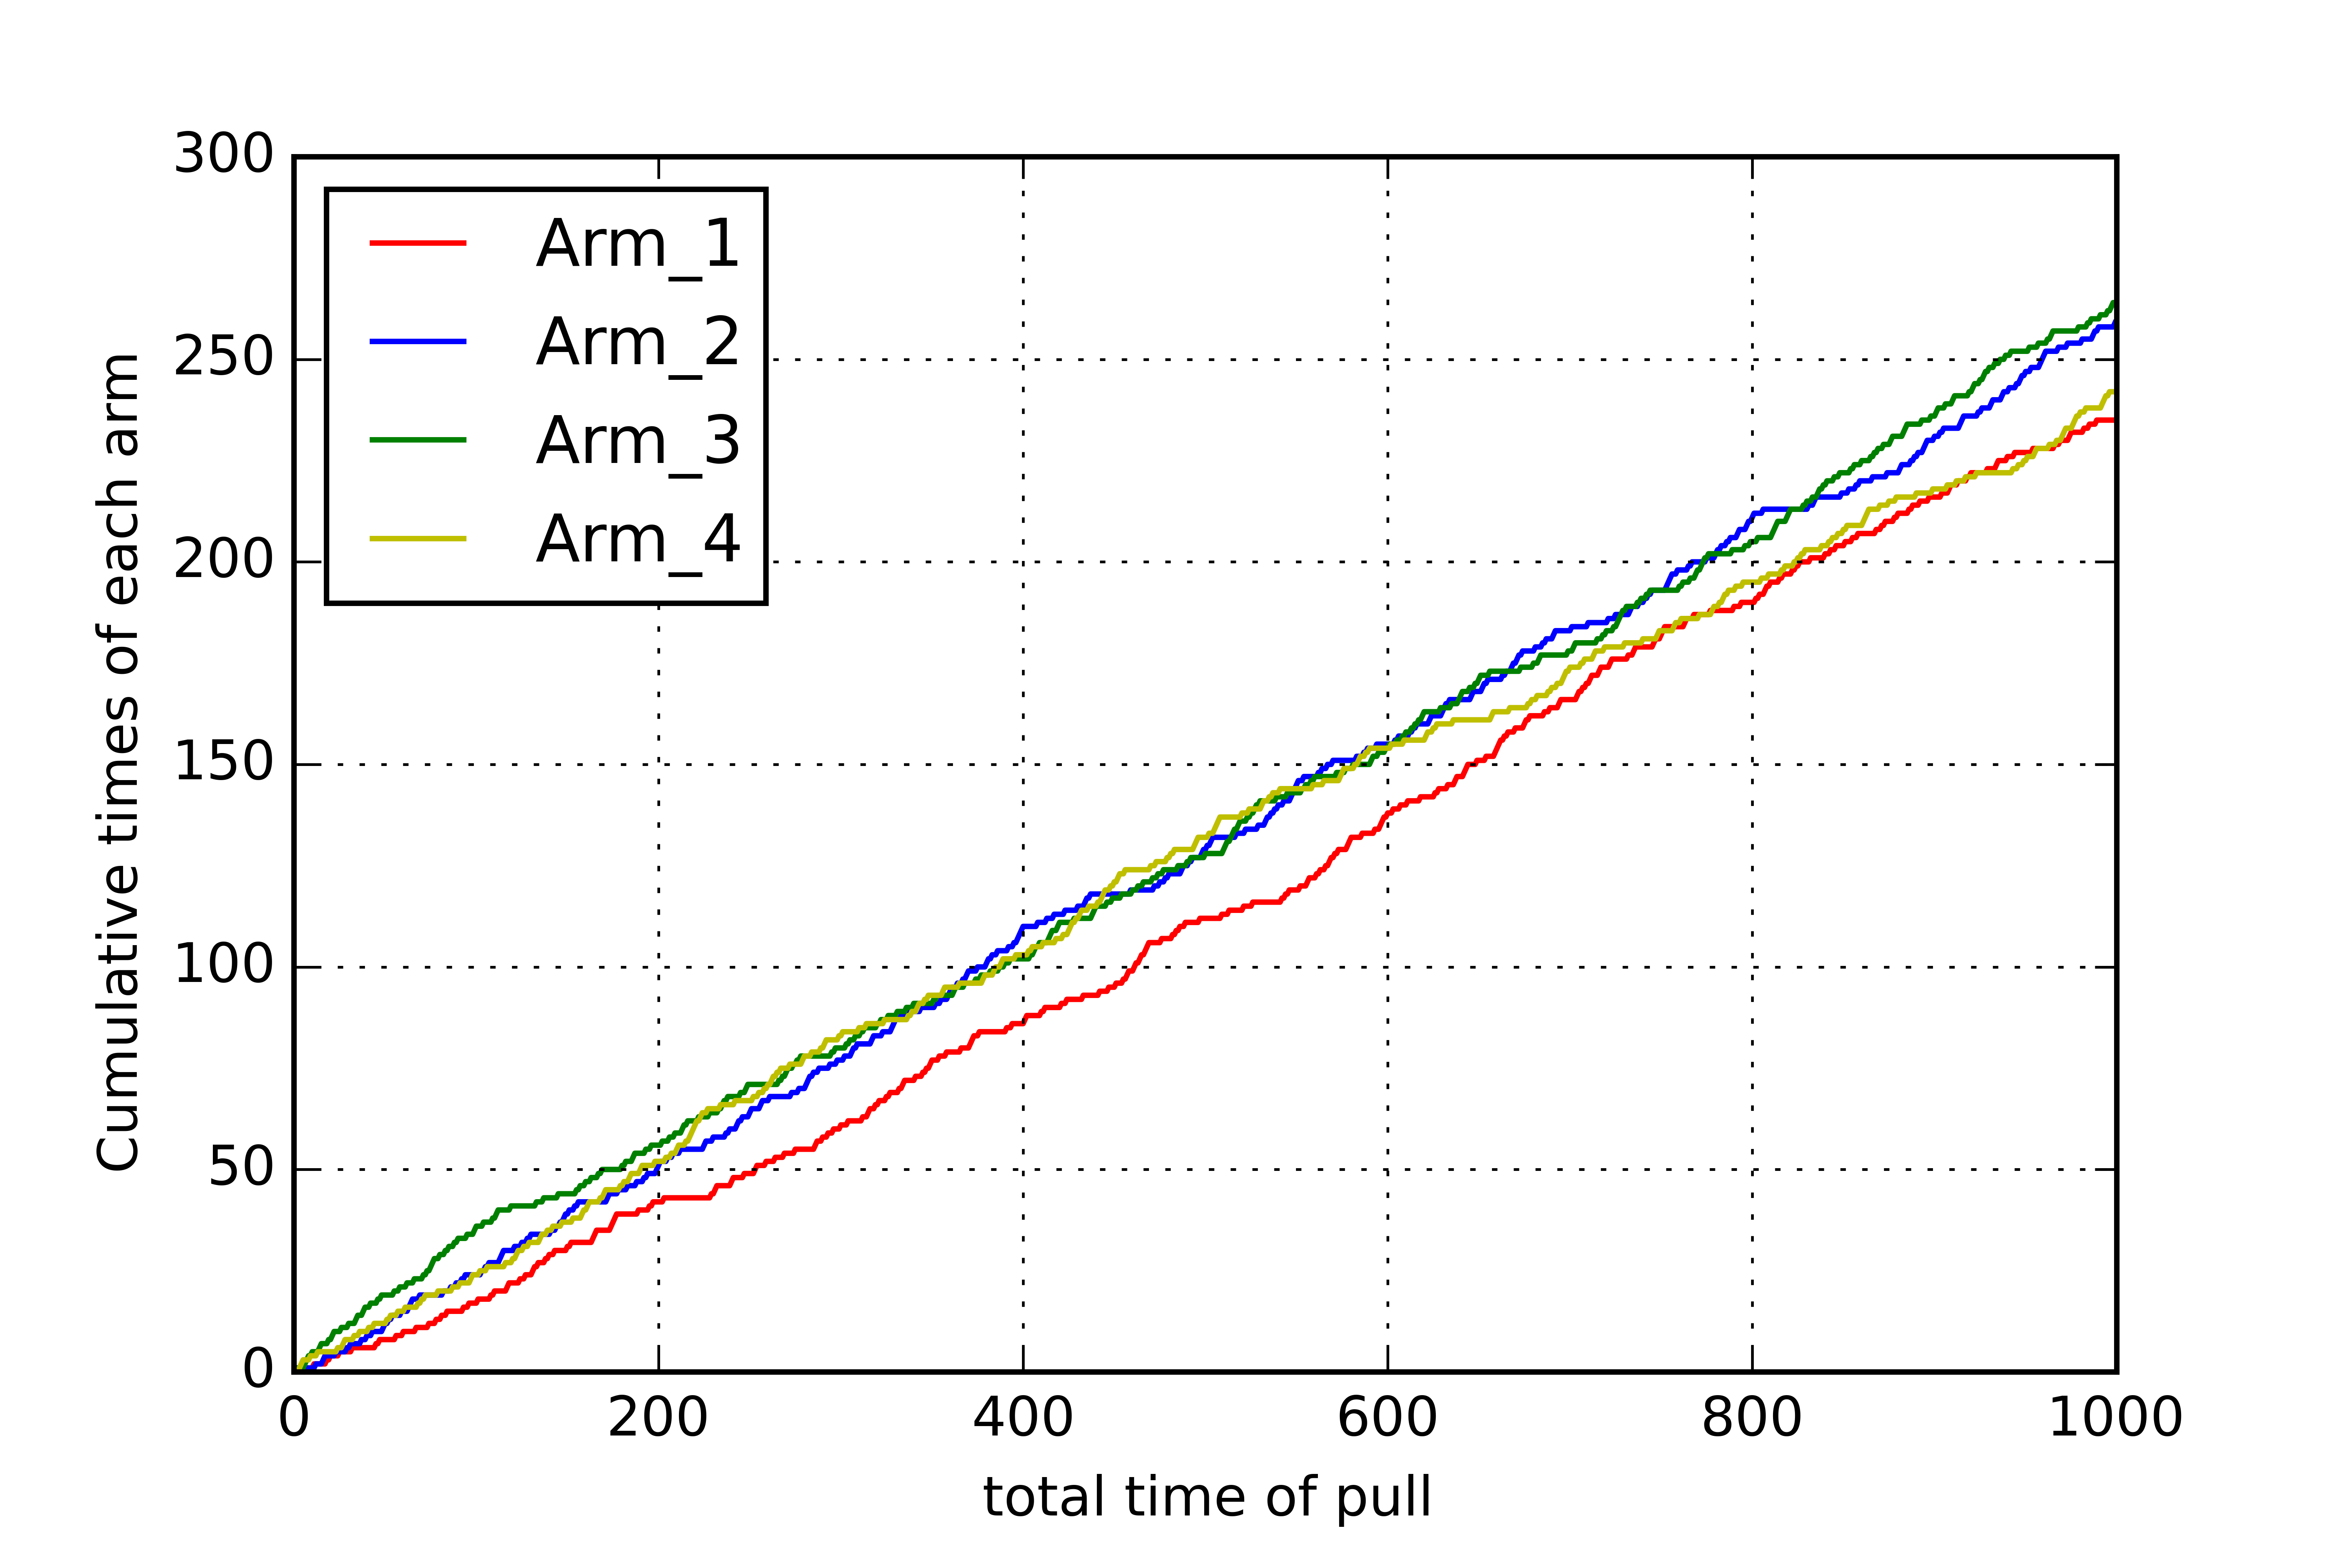 300
250
200
150
100
50
0
Cumulative times of each arm
Arm_1
Arm_2
Arm_3
Arm_4
0 200 400 600 800 1000
total time of pull